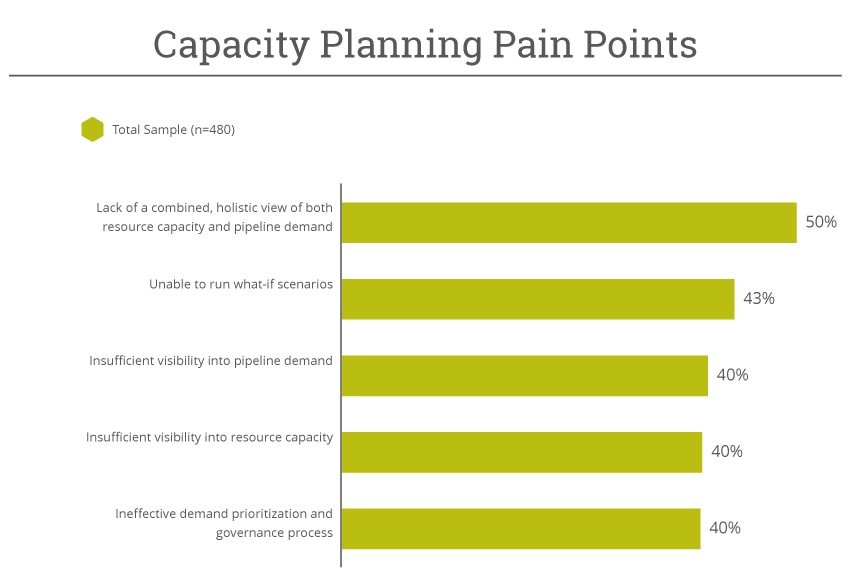 Capacity Planning Pain Points
Total Sample (n=480)
Lack of a combined, holistic view of both
resource capacity and pipeline demand
50%
Unable to run what-if scenarios
43%
Insufficient visibility into pipeline demand
40%
Insufficient visibility into resource capacity
40%
Ineffective demand prioritization and
governance process
40%